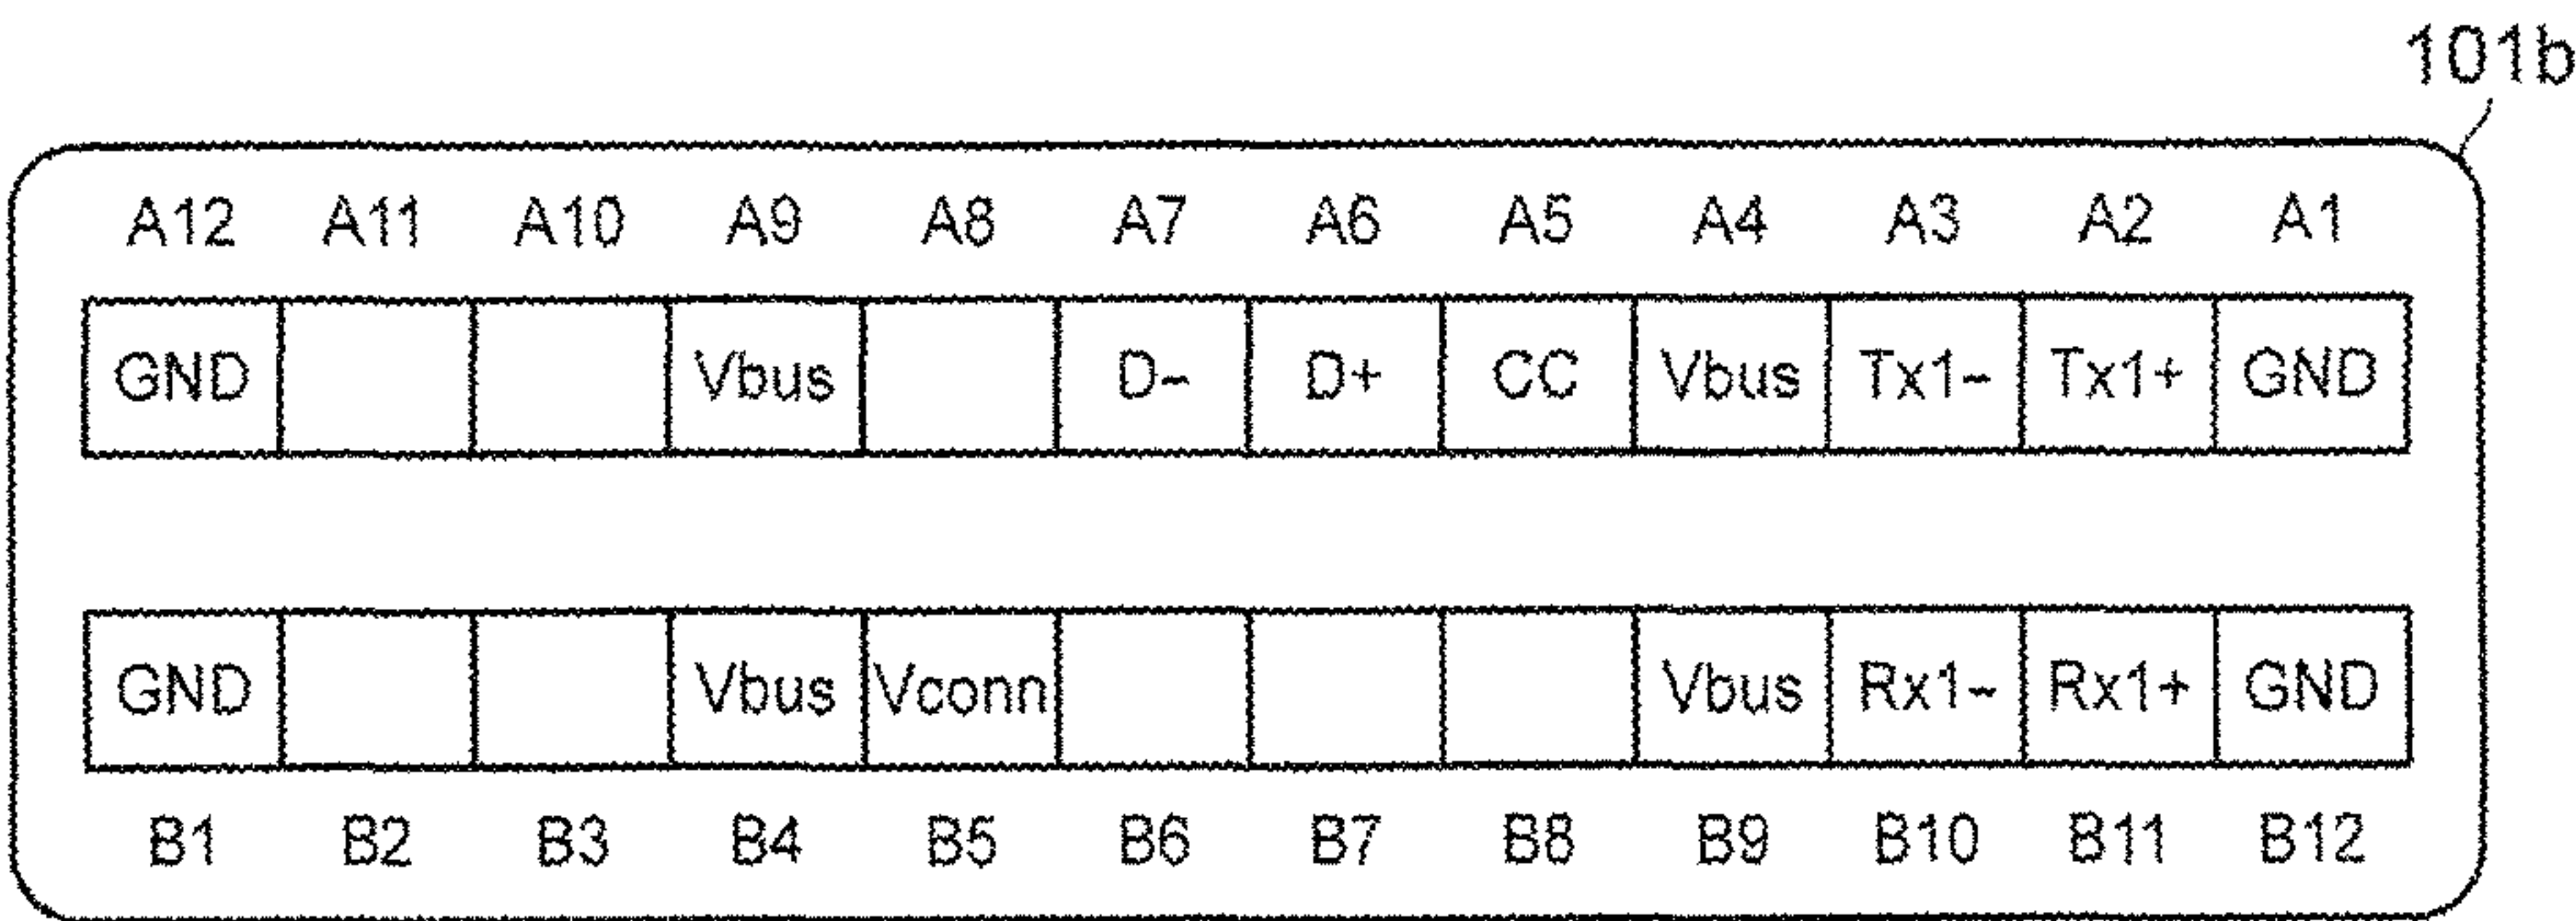 101b
A12 A11 A10 A9 A8 A7 A6 A5 A4 A3 A2 A1
GND Vbus D- D+ CC Vbus Tx1- Tx1+ GND
GND Vbus Vconn Vbus Rx1- Rx1+ GND
B1 B2 B3 B4 B5 B6 B7 B8 B9 B10 B11 B12